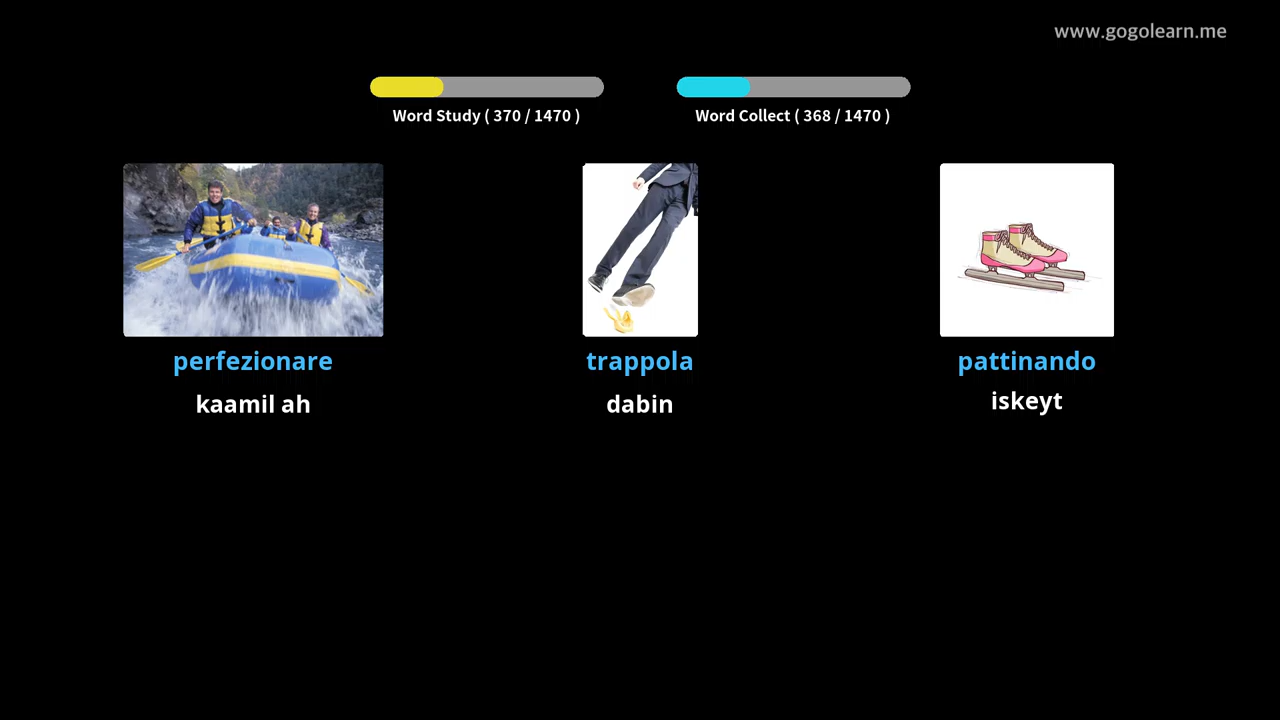 www.gogolearn.me
Word Study ( 370 / 1470 )
Word Collect ( 368 / 1470 )
perfezionare
kaamil ah
trappola
dabin
pattinando
iskeyt